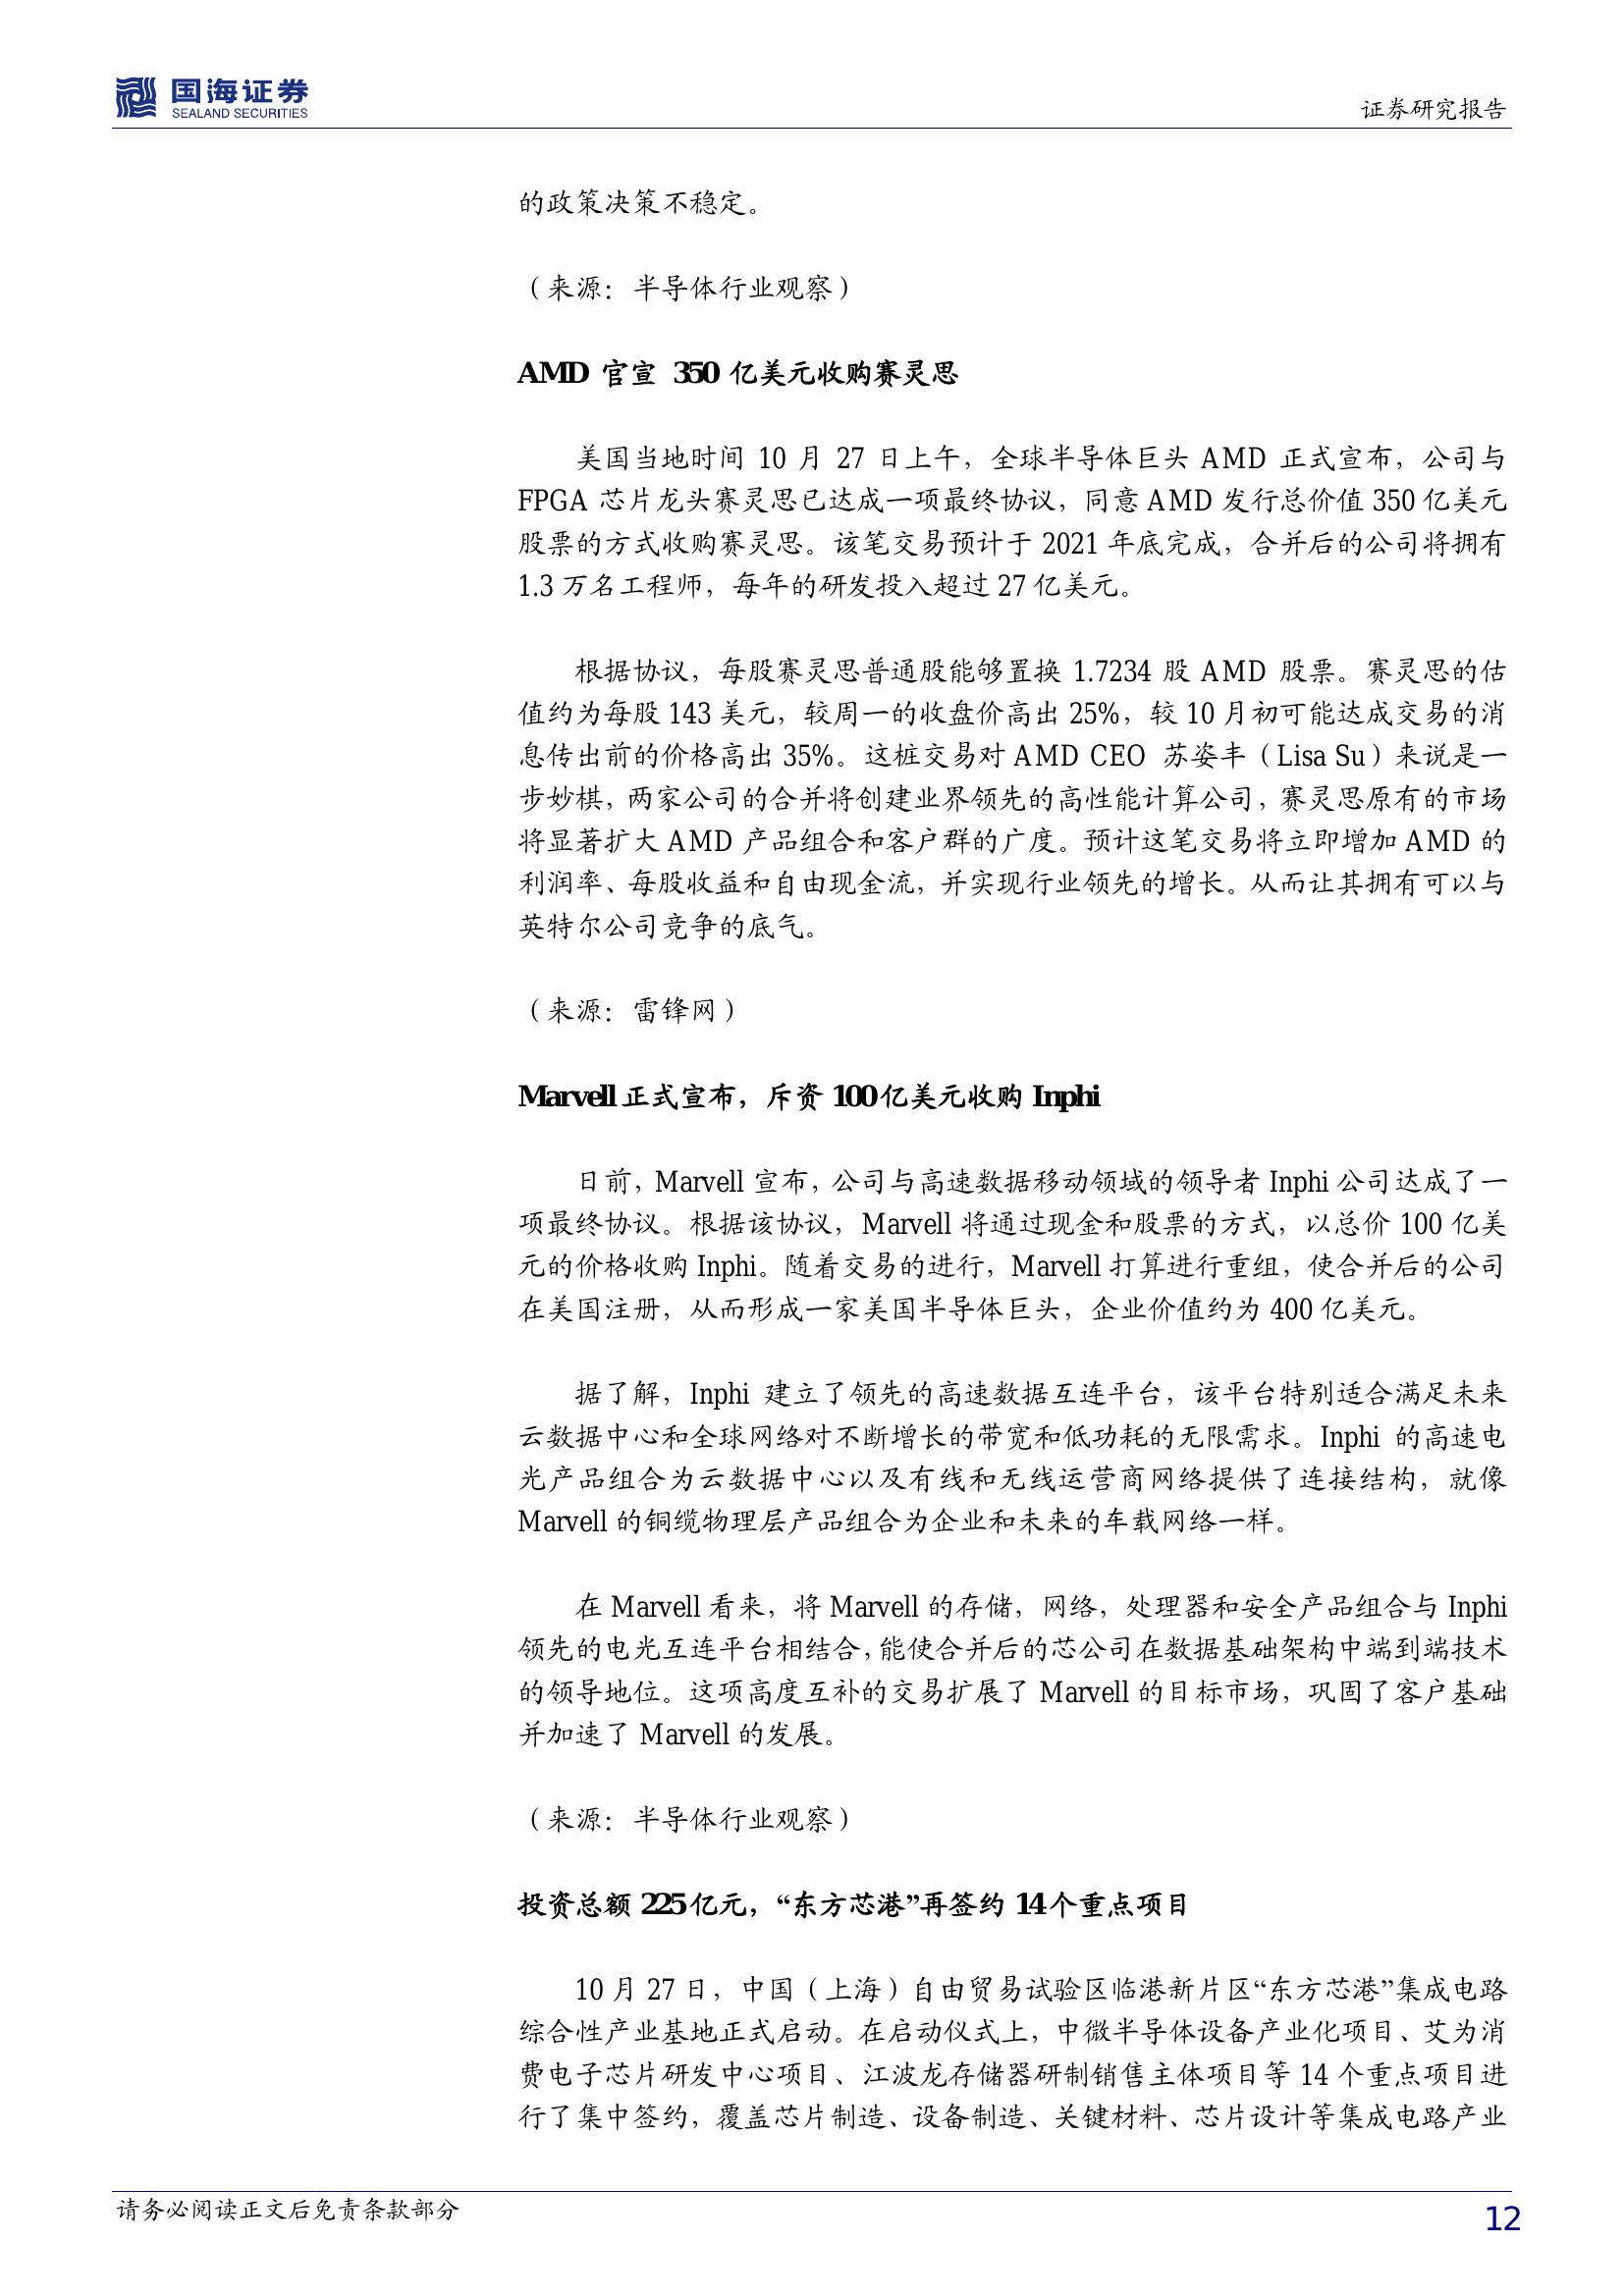 国海证券
SEALAND SECURITIES
证券研究报告
的政策决策不稳定。
（来源：半导体行业观察）
AMD 官宣 350 亿美元收购赛灵思
美国当地时间 10 月 27 日上午，全球半导体巨头 AMD 正式宣布，公司与
FPGA 芯片龙头赛灵思已达成一项最终协议，同意 AMD 发行总价值 350 亿美元
股票的方式收购赛灵思。该笔交易预计于 2021 年底完成，合并后的公司将拥有
1.3 万名工程师，每年的研发投入超过 27 亿美元。
根据协议，每股赛灵思普通股能够置换 1.7234 股 AMD 股票。赛灵思的估
值约为每股 143 美元，较周一的收盘价高出 25%，较 10 月初可能达成交易的消
息传出前的价格高出 35%。这桩交易对 AMD CEO 苏姿丰（Lisa Su）来说是一
步妙棋，两家公司的合并将创建业界领先的高性能计算公司，赛灵思原有的市场
将显著扩大 AMD 产品组合和客户群的广度。预计这笔交易将立即增加 AMD 的
利润率、每股收益和自由现金流，并实现行业领先的增长。从而让其拥有可以与
英特尔公司竞争的底气。
（来源：雷锋网）
Marvell 正式宣布，斥资 100 亿美元收购 Inphi
日前，Marvell 宣布，公司与高速数据移动领域的领导者 Inphi 公司达成了一
项最终协议。根据该协议，Marvell 将通过现金和股票的方式，以总价 100 亿美
元的价格收购 Inphi。随着交易的进行，Marvell 打算进行重组，使合并后的公司
在美国注册，从而形成一家美国半导体巨头，企业价值约为 400 亿美元。
据了解，Inphi 建立了领先的高速数据互连平台，该平台特别适合满足未来
云数据中心和全球网络对不断增长的带宽和低功耗的无限需求。Inphi 的高速电
光产品组合为云数据中心以及有线和无线运营商网络提供了连接结构，就像
Marvell 的铜缆物理层产品组合为企业和未来的车载网络一样。
在 Marvell 看来，将 Marvell 的存储，网络，处理器和安全产品组合与 Inphi
领先的电光互连平台相结合，能使合并后的芯公司在数据基础架构中端到端技术
的领导地位。这项高度互补的交易扩展了 Marvell 的目标市场，巩固了客户基础
并加速了 Marvell 的发展。
（来源：半导体行业观察）
投资总额 225 亿元，“东方芯港”再签约 14 个重点项目
10 月 27 日，中国（上海）自由贸易试验区临港新片区“东方芯港”集成电路
综合性产业基地正式启动。在启动仪式上，中微半导体设备产业化项目、艾为消
费电子芯片研发中心项目、江波龙存储器研制销售主体项目等 14 个重点项目进
行了集中签约，覆盖芯片制造、设备制造、关键材料、芯片设计等集成电路产业
请务必阅读正文后免责条款部分
12